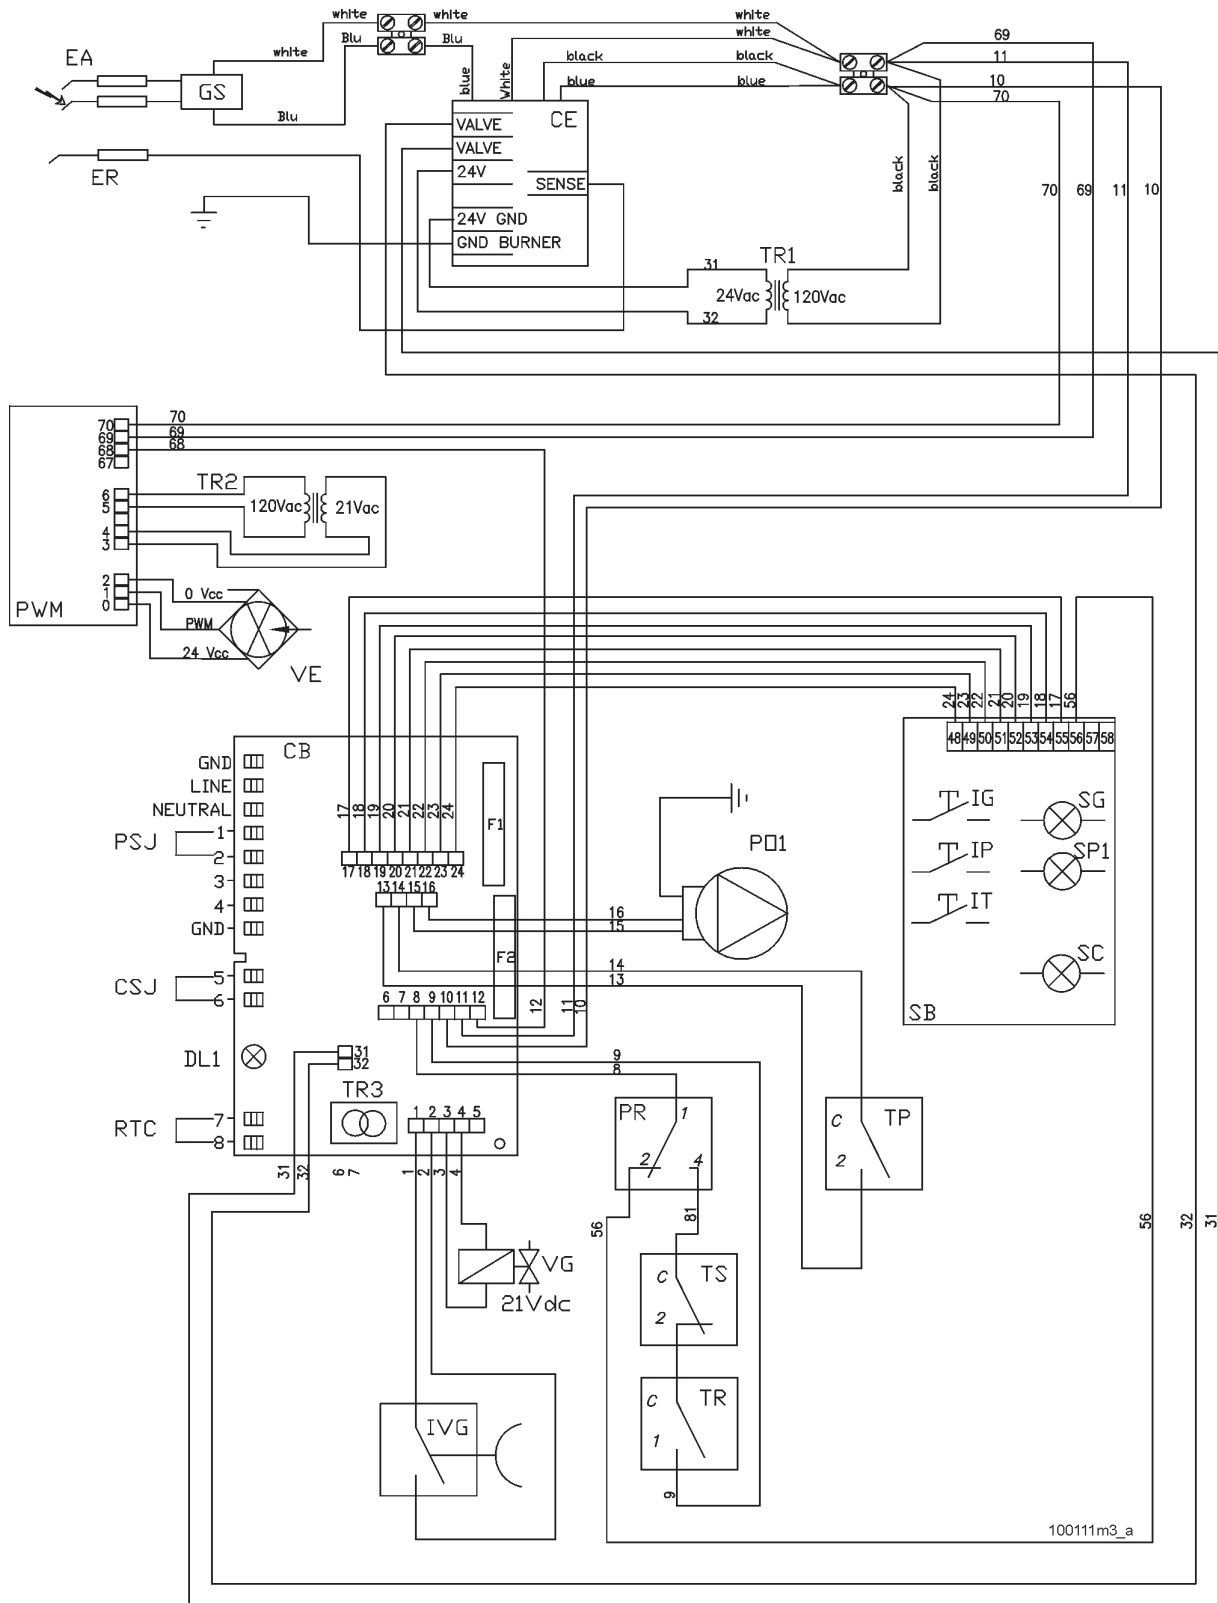 white
white
white
white
69
EA
white
Blu
Blu
black
black
11
GS
blue
White
blue
blue
10
70
Blu
VALVE
CE
VALVE
24V
SENSE
black
black
ER
70
69
11
10
24V GND
GND BURNER
TR1
31
24Vac
120Vac
32
70
70
69
69
68
68
67
TR2
6
120Vac
21Vac
5
4
3
2
0 Vcc
1
0
PWM
PWM
24 Vcc
VE
24
23
22
21
20
19
18
17
56
48
49
50
51
52
53
54
55
56
57
58
CB
GND
LINE
NEUTRAL
17
18
19
20
21
22
23
24
F1
IG
SG
PSJ
1
2
PO1
IP
SP1
17
18
19
20
21
22
23
24
3
13
14
15
16
4
IT
GND
16
15
F2
SC
CSJ
5
6
14
13
6
7
8
9
10
11
12
12
11
10
SB
DL1
31
32
9
8
TR3
RTC
7
8
1
2
3
4
5
PR
1
2
4
C
TP
2
31
32
6
7
1
2
3
4
56
81
56
32
31
VG
21Vdc
C
TS
2
IVG
C
TR
1
9
100111m3_a